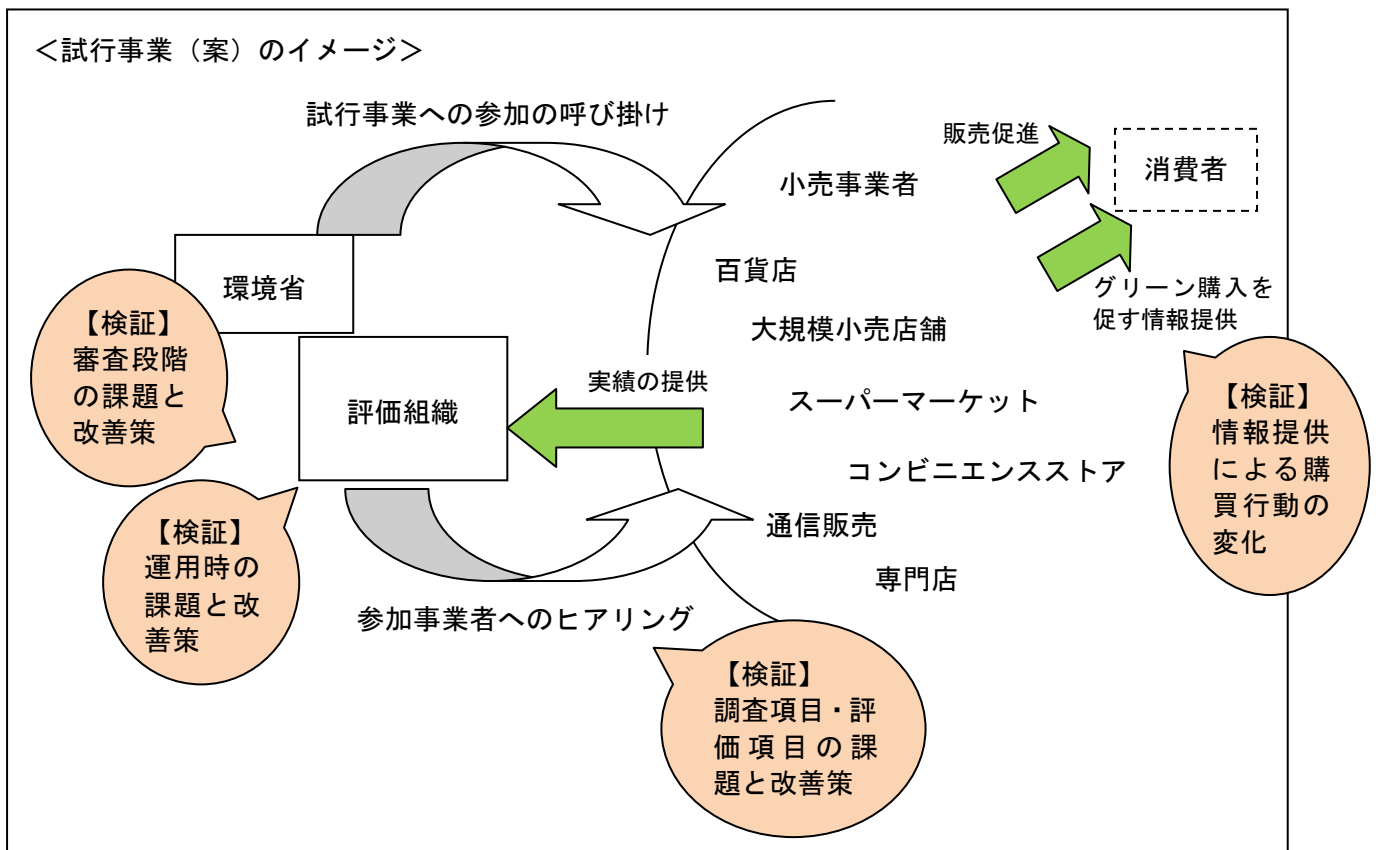 ＜試行事業（案）のイメージ＞
試行事業への参加の呼び掛け
販売促進
消費者
小売事業者
環境省
百貨店
グリーン購入を
促す情報提供
【検証】
審査段階
の課題と
改善策
大規模小売店舗
実績の提供
評価組織
スーパーマーケット
【検証】
情報提供
による購
買行動の
変化
コンビニエンスストア
【検証】
運用時の
課題と改
善策
通信販売
専門店
参加事業者へのヒアリング
【検証】
調査項目・評
価項目の課
題と改善策